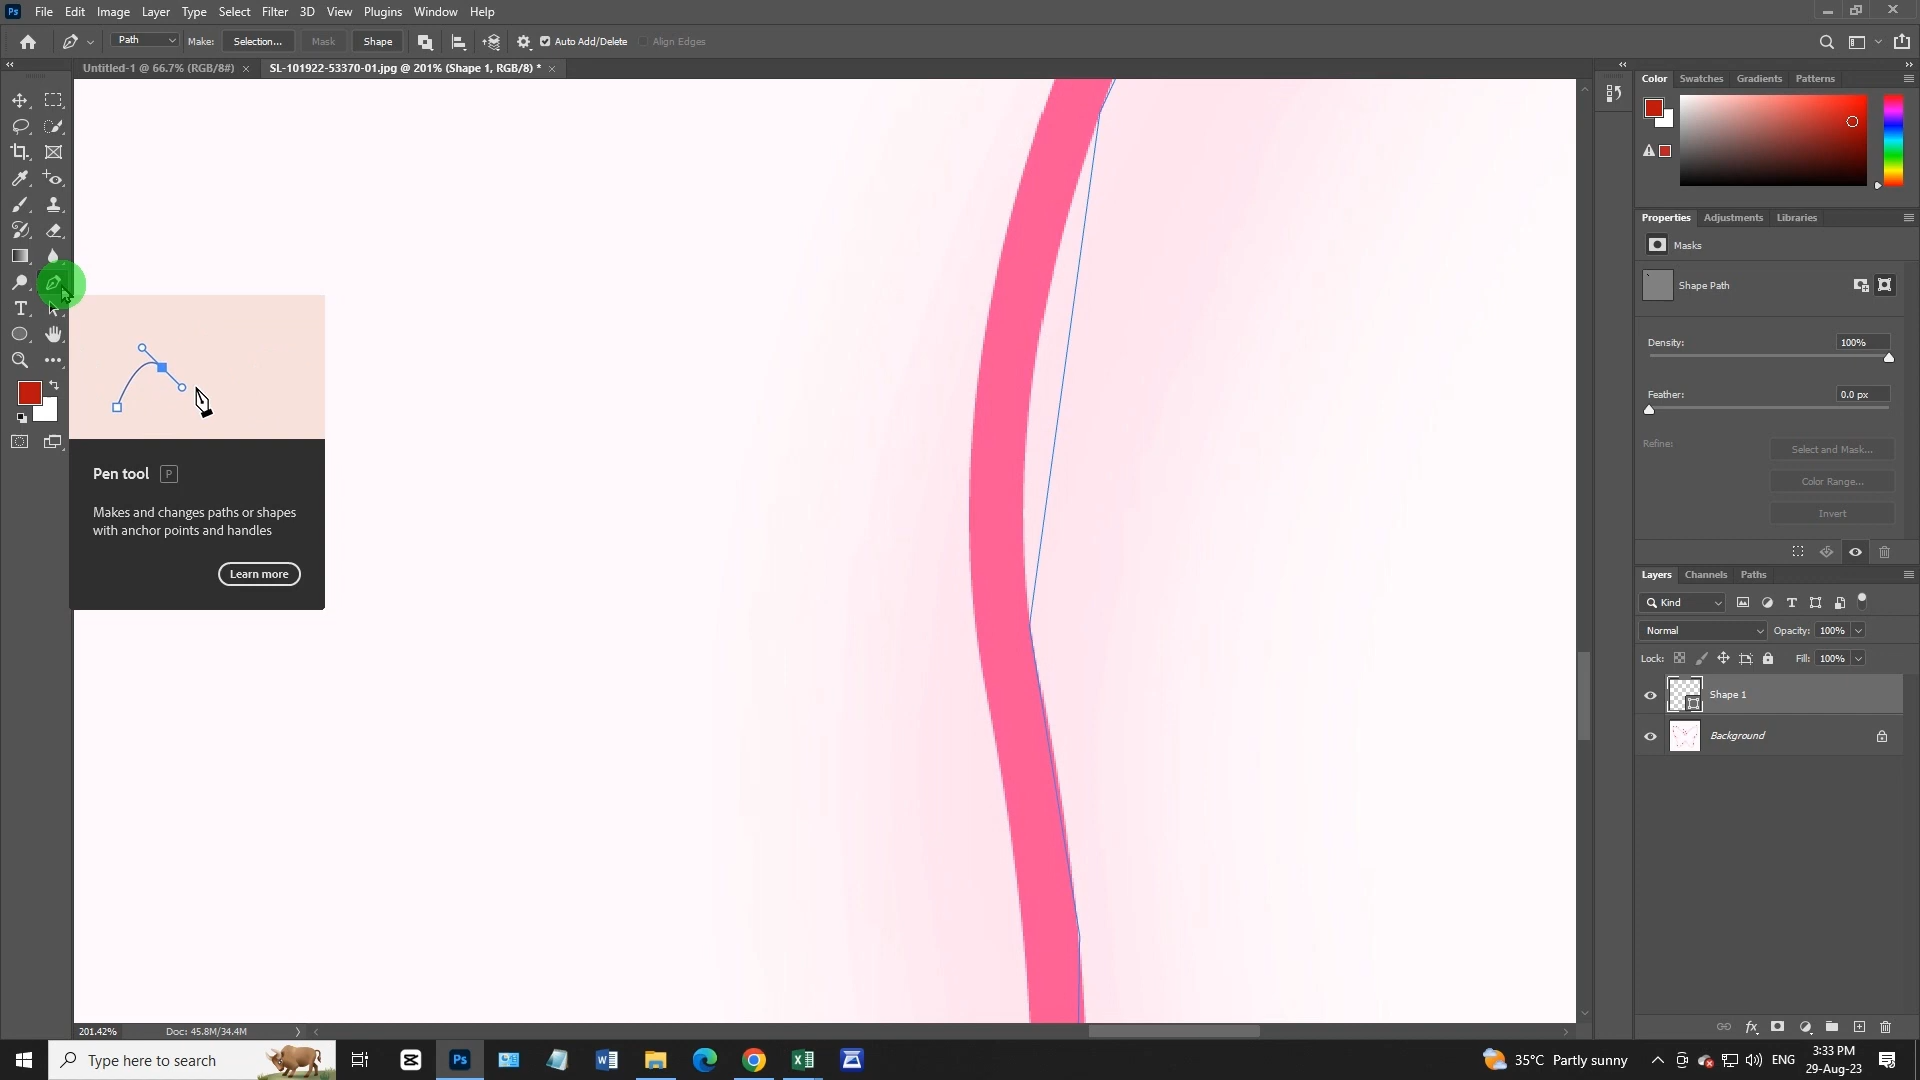 Ps File Edit Image Layer Type Select Filter 3D View Plugins Window Help
Path Make: Selection... Mask Shape Auto Add/Delete Align Edges
Untitled-1 @ 66.7% (RGB/8#) × SL-101922-53370-01.jpg @ 201% (Shape 1, RGB/8) * ×
Color Swatches Gradients Patterns
Properties Adjustments Libraries
Masks
Shape Path
Density: 100%
Feather: 0.0 px
Refine: Select and Mask...
Color Range...
Invert
Pen tool P
Makes and changes paths or shapes
with anchor points and handles
Learn more
Layers Channels Paths
Kind
Normal Opacity: 100%
Lock: Fill: 100%
Shape 1
Background
201.42% Doc: 45.8M/34.4M
Type here to search
Ps
35°C Partly sunny
ENG
3:33 PM
29-Aug-23